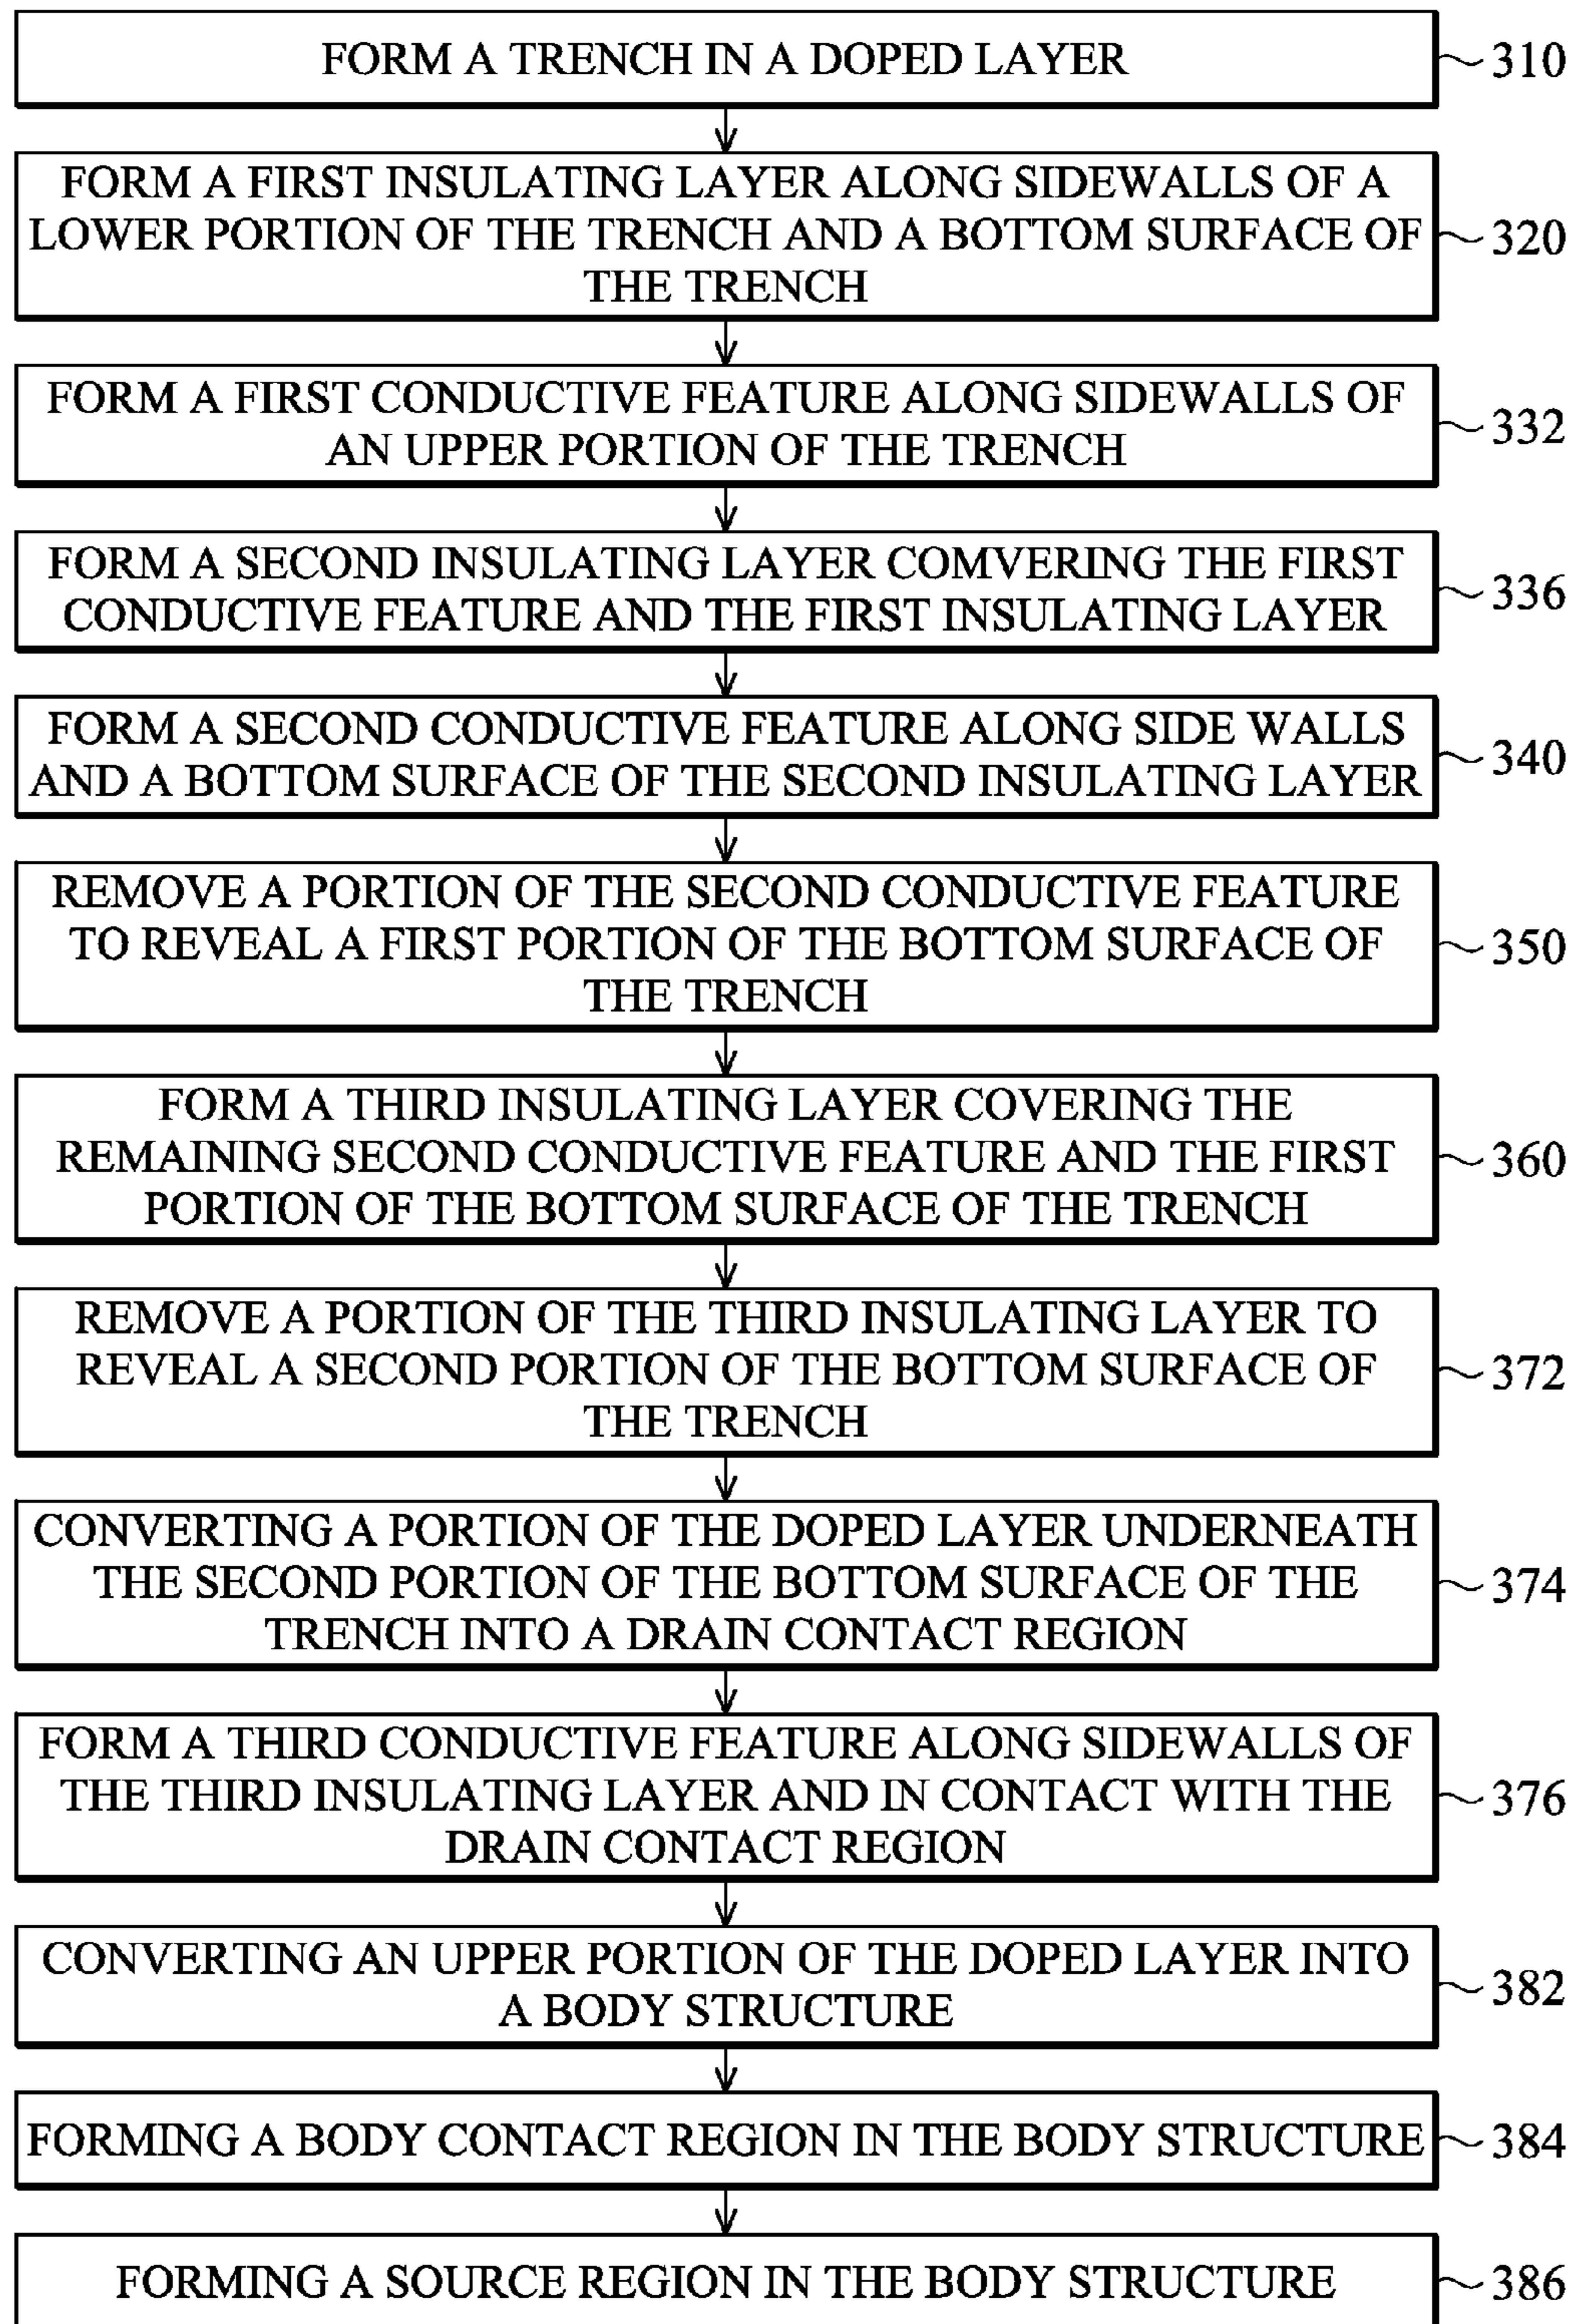 FORM A TRENCH IN A DOPED LAYER
310
FORM A FIRST INSULATING LAYER ALONG SIDEWALLS OF A
LOWER PORTION OF THE TRENCH AND A BOTTOM SURFACE OF
THE TRENCH
320
FORM A FIRST CONDUCTIVE FEATURE ALONG SIDEWALLS OF
AN UPPER PORTION OF THE TRENCH
332
FORM A SECOND INSULATING LAYER COMVERING THE FIRST
CONDUCTIVE FEATURE AND THE FIRST INSULATING LAYER
336
FORM A SECOND CONDUCTIVE FEATURE ALONG SIDE WALLS
AND A BOTTOM SURFACE OF THE SECOND INSULATING LAYER
340
REMOVE A PORTION OF THE SECOND CONDUCTIVE FEATURE
TO REVEAL A FIRST PORTION OF THE BOTTOM SURFACE OF
THE TRENCH
350
FORM A THIRD INSULATING LAYER COVERING THE
REMAINING SECOND CONDUCTIVE FEATURE AND THE FIRST
PORTION OF THE BOTTOM SURFACE OF THE TRENCH
360
REMOVE A PORTION OF THE THIRD INSULATING LAYER TO
REVEAL A SECOND PORTION OF THE BOTTOM SURFACE OF
THE TRENCH
372
CONVERTING A PORTION OF THE DOPED LAYER UNDERNEATH
THE SECOND PORTION OF THE BOTTOM SURFACE OF THE
TRENCH INTO A DRAIN CONTACT REGION
374
FORM A THIRD CONDUCTIVE FEATURE ALONG SIDEWALLS OF
THE THIRD INSULATING LAYER AND IN CONTACT WITH THE
DRAIN CONTACT REGION
376
CONVERTING AN UPPER PORTION OF THE DOPED LAYER INTO
A BODY STRUCTURE
382
FORMING A BODY CONTACT REGION IN THE BODY STRUCTURE
384
FORMING A SOURCE REGION IN THE BODY STRUCTURE
386